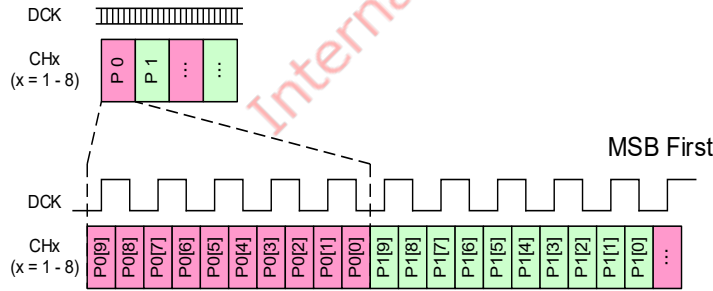 DCK
CHx
(x = 1 - 8)
P 0 P 1 ... ...
Interna
MSB First
DCK
CHx
(x = 1 - 8)
P0[9] P0[8] P0[7] P0[6] P0[5] P0[4] P0[3] P0[2] P0[1] P0[0] P1[9] P1[8] P1[7] P1[6] P1[5] P1[4] P1[3] P1[2] P1[1] P1[0] ...